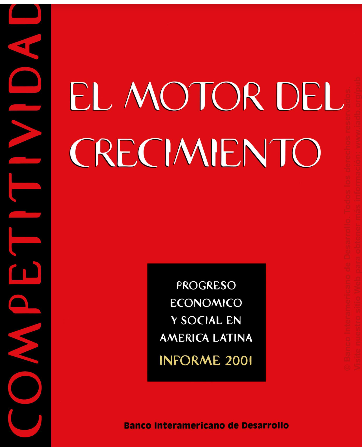 COMPETITIVIDAD
EL MOTOR DEL
CRECIMIENTO
PROGRESO
ECONOMICO
Y SOCIAL EN
AMERICA LATINA
INFORME 2001
Banco Interamericano de Desarrollo